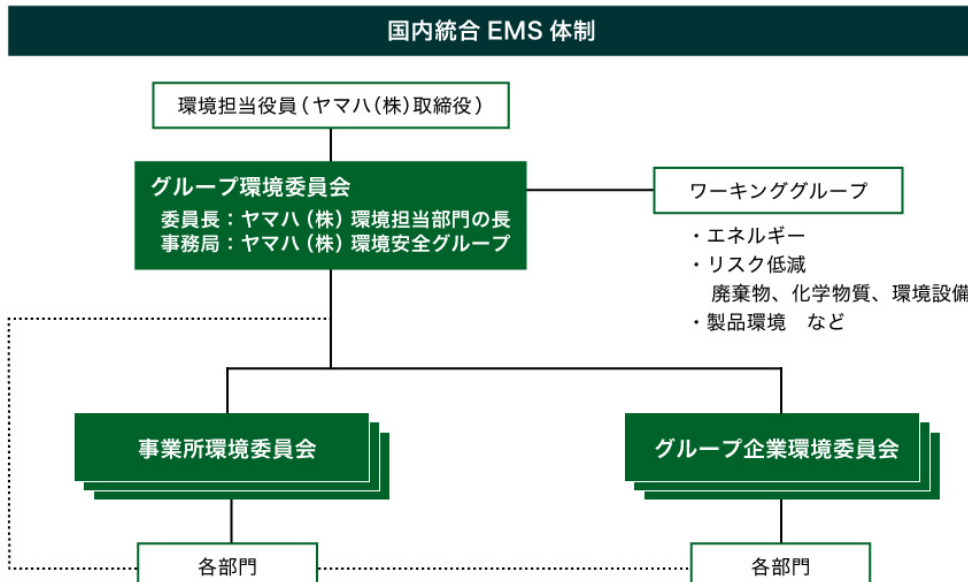 国内統合 EMS 体制
環境担当役員(ヤマハ(株)取締役)
グループ環境委員会
委員長:ヤマハ(株)環境担当部門の長
事務局:ヤマハ(株)環境安全グループ
ワーキンググループ
・エネルギー
・リスク低減
廃棄物、化学物質、環境設備
・製品環境 など
事業所環境委員会
グループ企業環境委員会
各部門
各部門